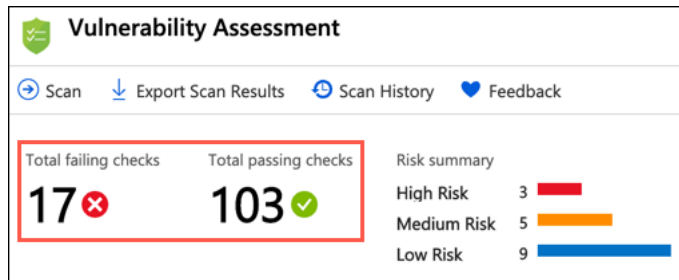 Vulnerability Assessment
Scan Export Scan Results Scan History Feedback
Total failing checks Total passing checks Risk summary
17 103
High Risk 3
Medium Risk 5
Low Risk 9